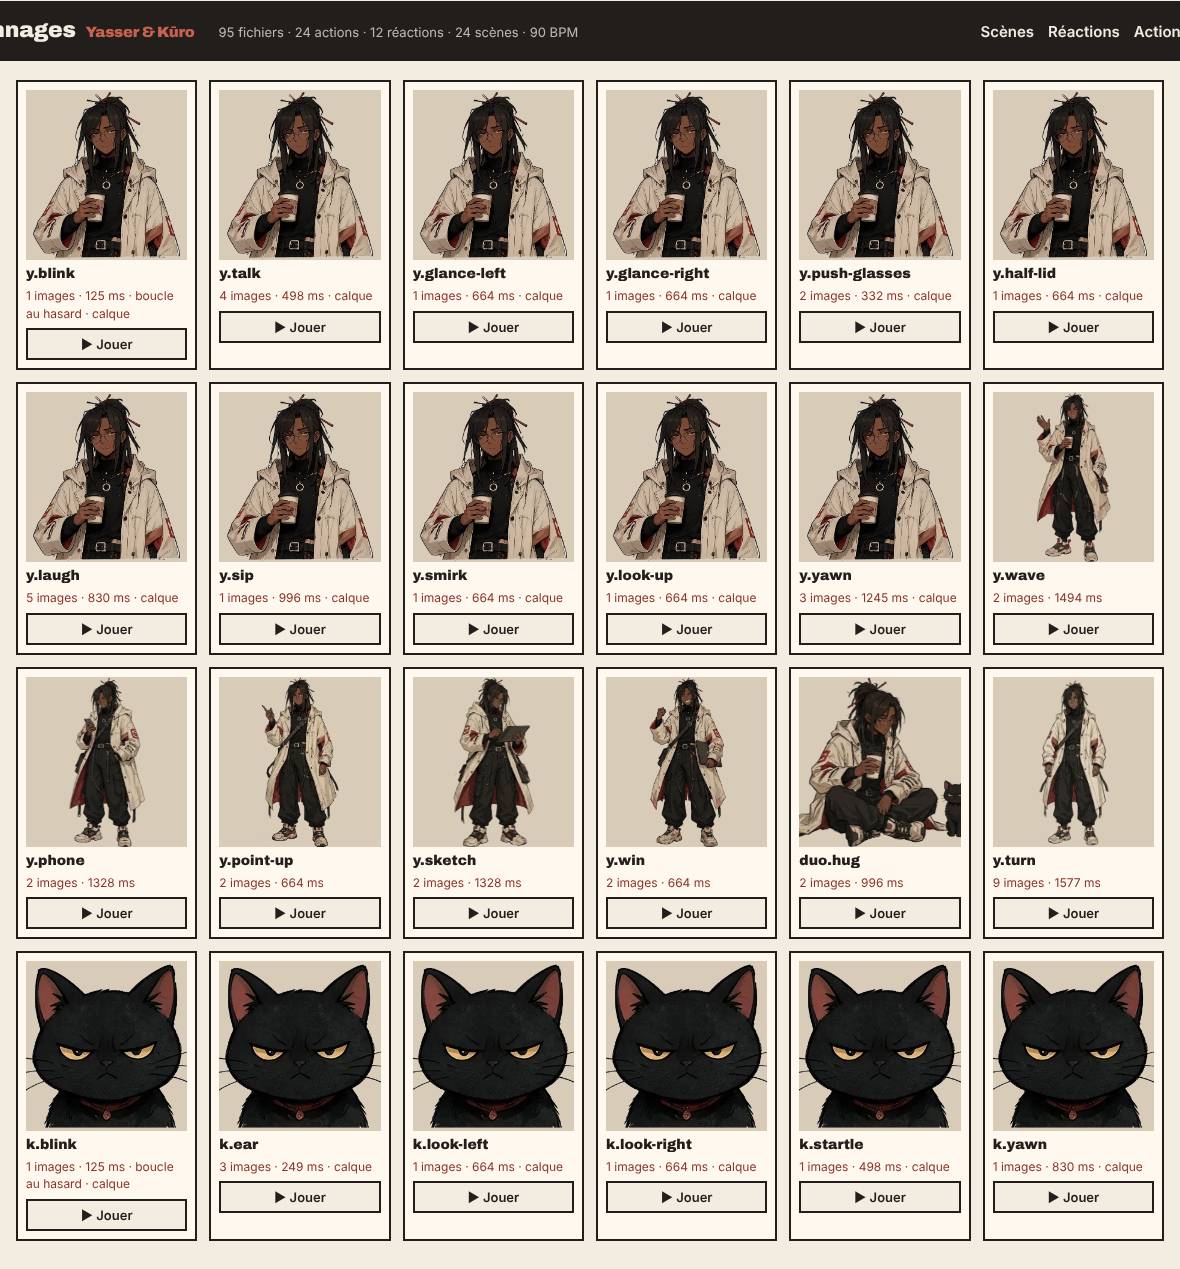 nnages Yasser & Kūro 95 fichiers · 24 actions · 12 réactions · 24 scènes · 90 BPM Scènes Réactions Action
y.blink y.talk y.glance-left y.glance-right y.push-glasses y.half-lid
1 images · 125 ms · boucle 4 images · 498 ms · calque 1 images · 664 ms · calque 1 images · 664 ms · calque 2 images · 332 ms · calque 1 images · 664 ms · calque
au hasard · calque
▶ Jouer ▶ Jouer ▶ Jouer ▶ Jouer ▶ Jouer ▶ Jouer
y.laugh y.sip y.smirk y.look-up y.yawn y.wave
5 images · 830 ms · calque 1 images · 996 ms · calque 1 images · 664 ms · calque 1 images · 664 ms · calque 3 images · 1245 ms · calque 2 images · 1494 ms
▶ Jouer ▶ Jouer ▶ Jouer ▶ Jouer ▶ Jouer ▶ Jouer
y.phone y.point-up y.sketch y.win duo.hug y.turn
2 images · 1328 ms 2 images · 664 ms 2 images · 1328 ms 2 images · 664 ms 2 images · 996 ms 9 images · 1577 ms
▶ Jouer ▶ Jouer ▶ Jouer ▶ Jouer ▶ Jouer ▶ Jouer
k.blink k.ear k.look-left k.look-right k.startle k.yawn
1 images · 125 ms · boucle 3 images · 249 ms · calque 1 images · 664 ms · calque 1 images · 664 ms · calque 1 images · 498 ms · calque 1 images · 830 ms · calque
au hasard · calque
▶ Jouer ▶ Jouer ▶ Jouer ▶ Jouer ▶ Jouer ▶ Jouer